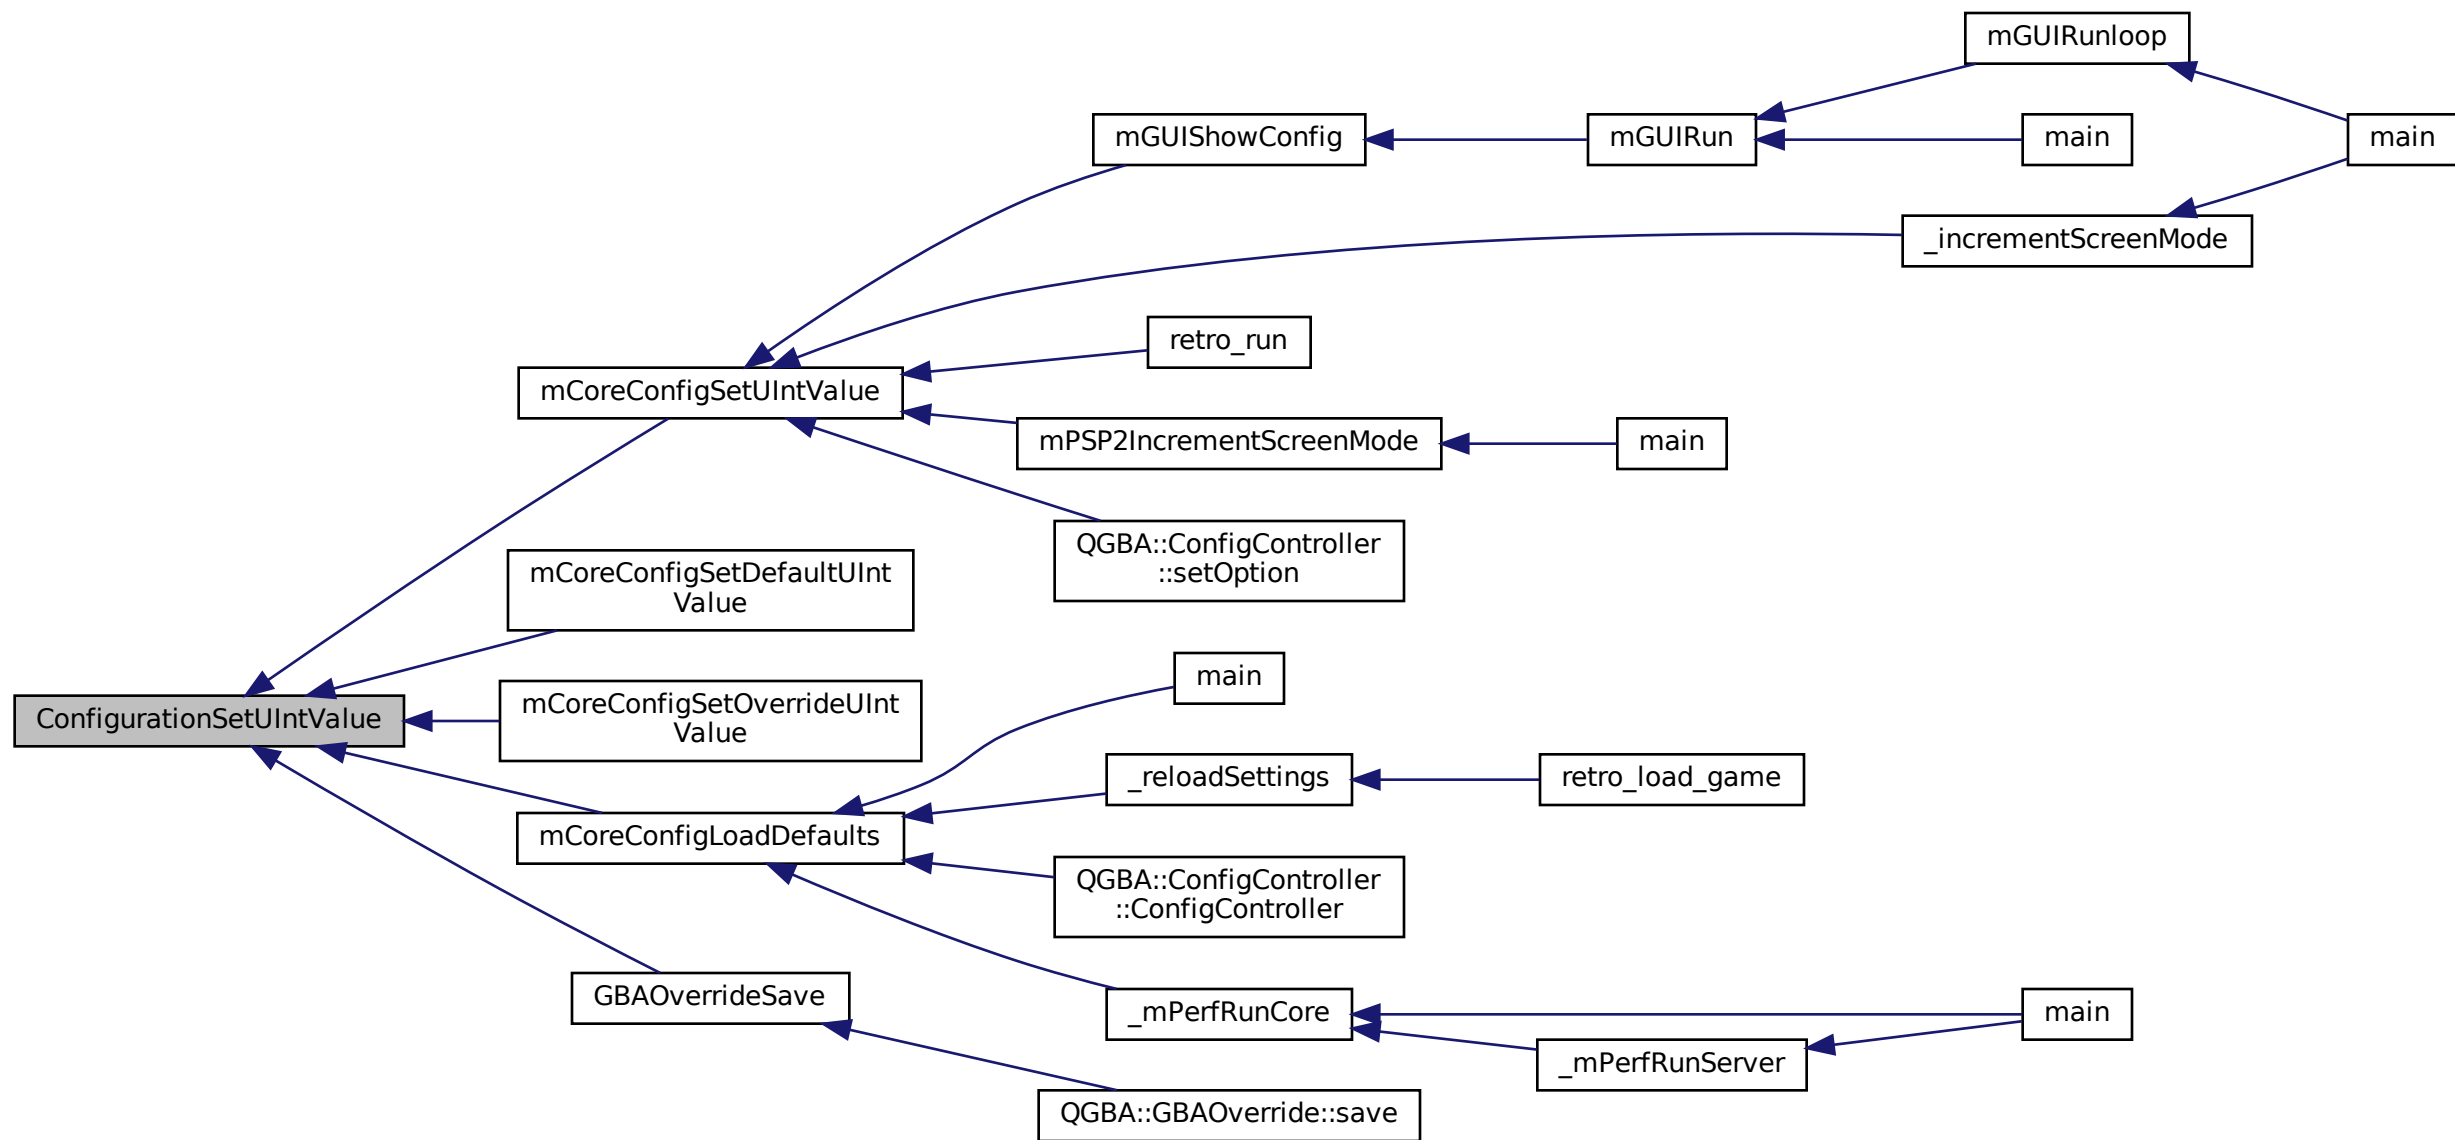 mGUIRunloop
mGUIShowConfig
mGUIRun
main
main
_incrementScreenMode
retro_run
mCoreConfigSetUIntValue
mPSP2IncrementScreenMode
main
QGBA::ConfigController
::setOption
mCoreConfigSetDefaultUInt
Value
main
ConfigurationSetUIntValue
mCoreConfigSetOverrideUInt
Value
_reloadSettings
retro_load_game
mCoreConfigLoadDefaults
QGBA::ConfigController
::ConfigController
GBAOverrideSave
_mPerfRunCore
main
_mPerfRunServer
QGBA::GBAOverride::save